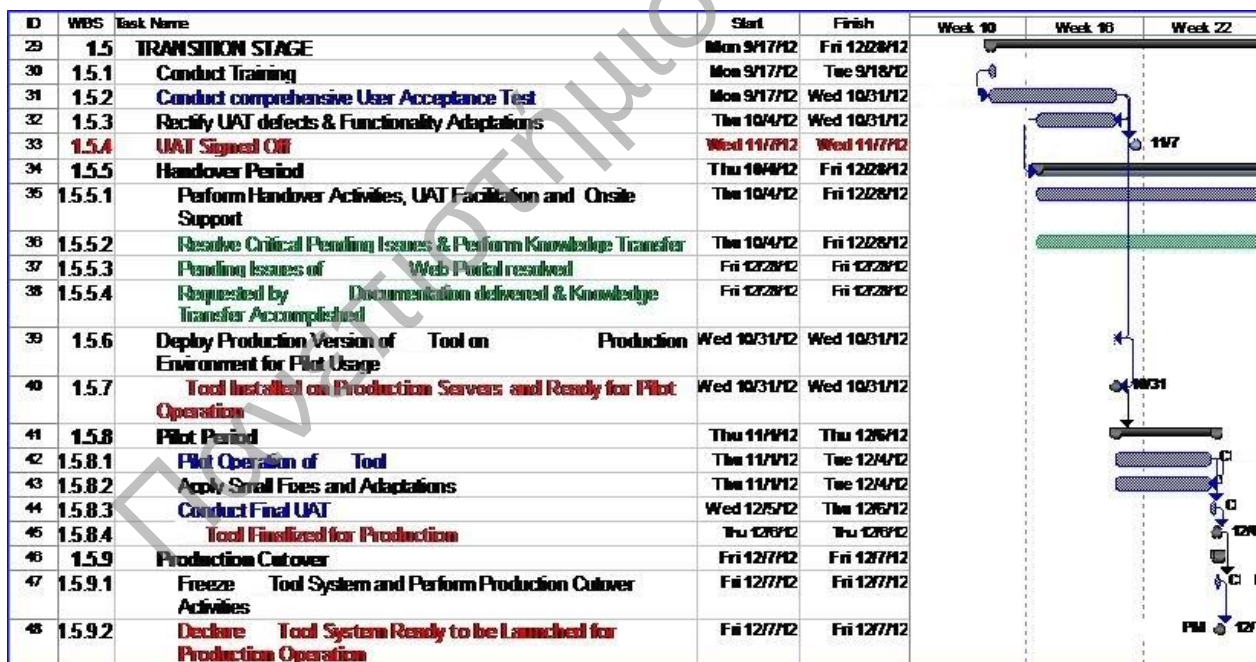 ID WBS Task Name Start Finish Week 10 Week 16 Week 22
29 1.5 TRANSITION STAGE Mon 9/17/12 Fri 12/28/12
30 1.5.1 Conduct Training Mon 9/17/12 Tue 9/18/12
31 1.5.2 Conduct comprehensive User Acceptance Test Mon 9/17/12 Wed 10/31/12
32 1.5.3 Rectify UAT defects & Functionality Adaptations Thu 10/4/12 Wed 10/31/12
33 1.5.4 UAT Signed Off Wed 11/7/12 Wed 11/7/12 11/7
34 1.5.5 Handover Period Thu 10/4/12 Fri 12/28/12
35 1.5.5.1 Perform Handover Activities, UAT Facilitation and Onsite Thu 10/4/12 Fri 12/28/12
Support
36 1.5.5.2 Resolve Critical Pending Issues & Perform Knowledge Transfer Thu 10/4/12 Fri 12/28/12
37 1.5.5.3 Pending Issues of Web Portal resolved Fri 12/28/12 Fri 12/28/12
38 1.5.5.4 Requested by Documentation delivered & Knowledge Fri 12/28/12 Fri 12/28/12
Transfer Accomplished
39 1.5.6 Deploy Production Version of Tool on Production Wed 10/31/12 Wed 10/31/12
Environment for Pilot Usage
40 1.5.7 Tool Installed on Production Servers and Ready for Pilot Wed 10/31/12 Wed 10/31/12 10/31
Operation
41 1.5.8 Pilot Period Thu 11/1/12 Thu 12/6/12
42 1.5.8.1 Pilot Operation of Tool Thu 11/1/12 Tue 12/4/12
43 1.5.8.2 Apply Small Fixes and Adaptations Thu 11/1/12 Tue 12/4/12
44 1.5.8.3 Conduct Final UAT Wed 12/5/12 Thu 12/6/12
45 1.5.8.4 Tool Finalized for Production Thu 12/6/12 Thu 12/6/12
46 1.5.9 Production Cutover Fri 12/7/12 Fri 12/7/12
47 1.5.9.1 Freeze Tool System and Perform Production Cutover Fri 12/7/12 Fri 12/7/12
Activities
48 1.5.9.2 Declare Tool System Ready to be Launched for Fri 12/7/12 Fri 12/7/12 PM
Production Operation